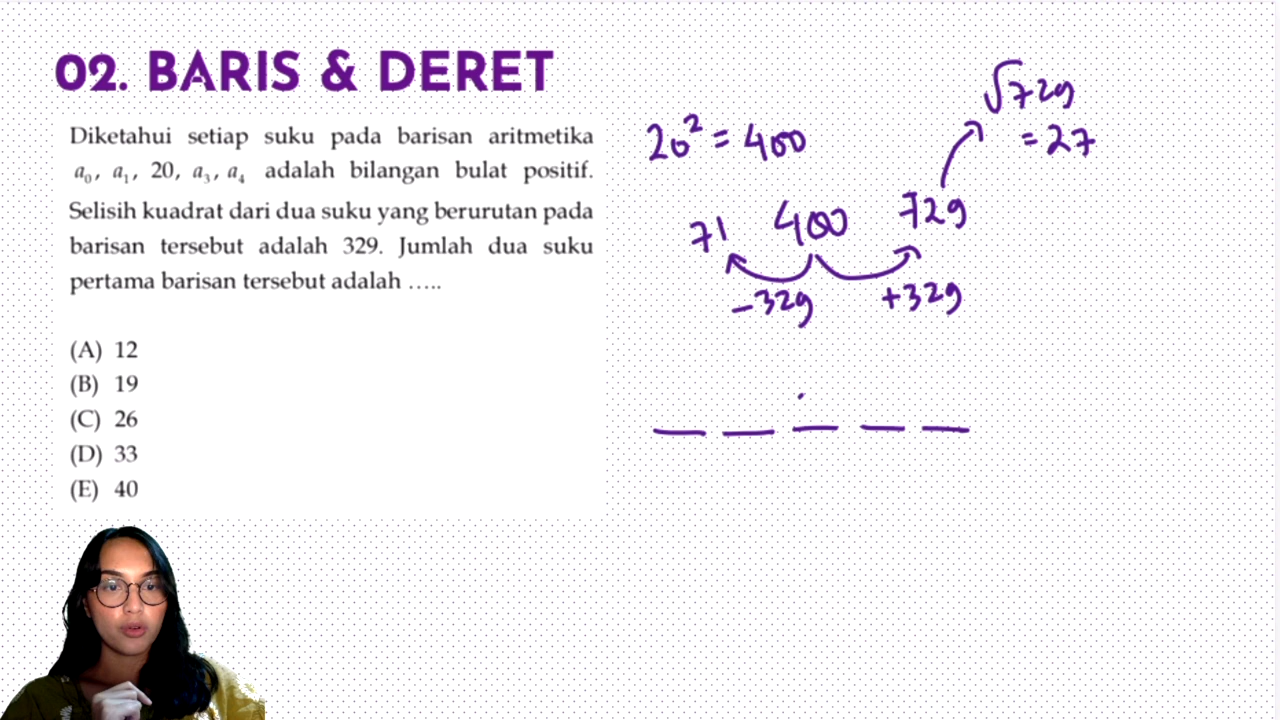 02. BARIS & DERET
Diketahui setiap suku pada barisan aritmetika
a₀, a₁, 20, a₃, a₄ adalah bilangan bulat positif.
Selisih kuadrat dari dua suku yang berurutan pada
barisan tersebut adalah 329. Jumlah dua suku
pertama barisan tersebut adalah .....
(A) 12
(B) 19
(C) 26
(D) 33
(E) 40
20² = 400
√729
= 27
71 400 729
-329 +329